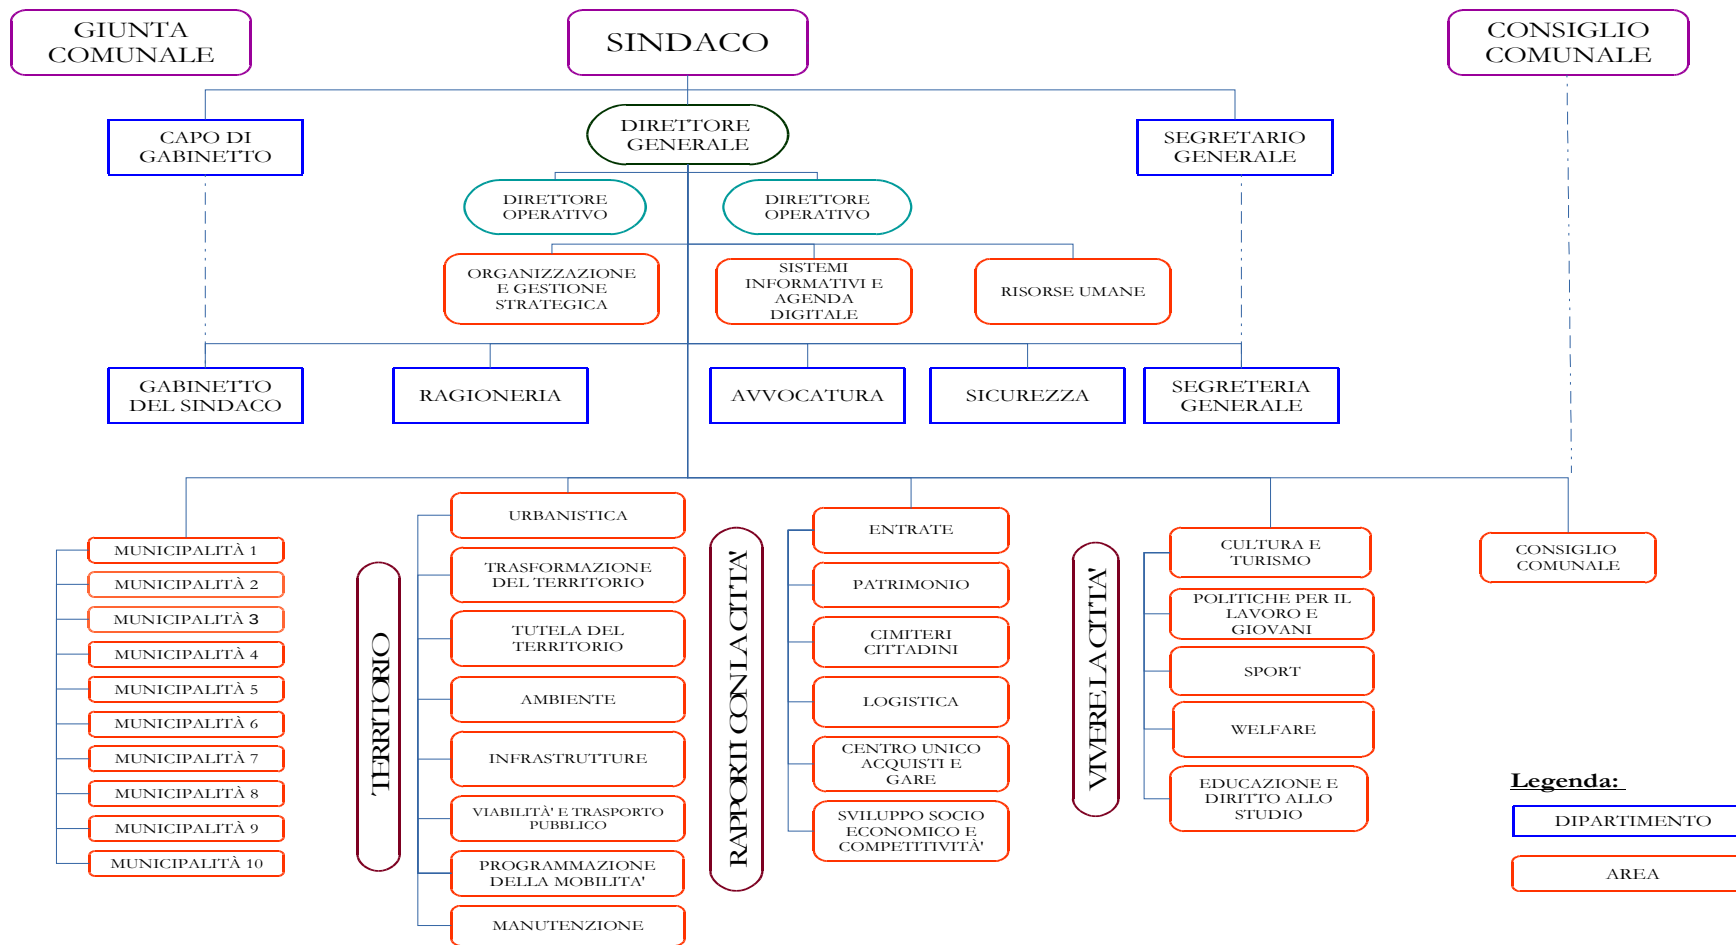 GIUNTA
COMUNALE
SINDACO
CONSIGLIO
COMUNALE
CAPO DI
GABINETTO
DIRETTORE
GENERALE
SEGRETARIO
GENERALE
DIRETTORE
OPERATIVO
DIRETTORE
OPERATIVO
ORGANIZZAZIONE
E GESTIONE
STRATEGICA
SISTEMI
INFORMATIVI E
AGENDA
DIGITALE
RISORSE UMANE
GABINETTO
DEL SINDACO
RAGIONERIA
AVVOCATURA
SICUREZZA
SEGRETERIA
GENERALE
MUNICIPALITÀ 1
MUNICIPALITÀ 2
MUNICIPALITÀ 3
MUNICIPALITÀ 4
MUNICIPALITÀ 5
MUNICIPALITÀ 6
MUNICIPALITÀ 7
MUNICIPALITÀ 8
MUNICIPALITÀ 9
MUNICIPALITÀ 10
TERRITORIO
URBANISTICA
TRASFORMAZIONE
DEL TERRITORIO
TUTELA DEL
TERRITORIO
AMBIENTE
INFRASTRUTTURE
VIABILITÀ' E TRASPORTO
PUBBLICO
PROGRAMMAZIONE
DELLA MOBILITA'
MANUTENZIONE
RAPPORTI CON LA CITTA'
ENTRATE
PATRIMONIO
CIMITERI
CITTADINI
LOGISTICA
CENTRO UNICO
ACQUISTI E
GARE
SVILUPPO SOCIO
ECONOMICO E
COMPETITIVITÀ'
VIVERE LA CITTA'
CULTURA E
TURISMO
POLITICHE PER IL
LAVORO E
GIOVANI
SPORT
WELFARE
EDUCAZIONE E
DIRITTO ALLO
STUDIO
CONSIGLIO
COMUNALE
Legenda:
DIPARTIMENTO
AREA